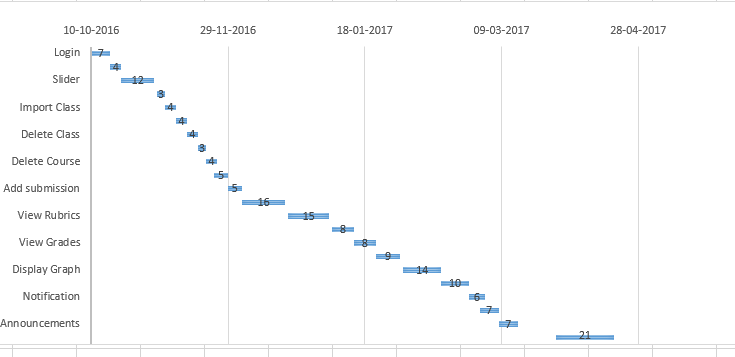 10-10-2016 29-11-2016 18-01-2017 09-03-2017 28-04-2017
Login 7
4
Slider 12
3
Import Class 4
4
Delete Class 4
3
Delete Course 4
5
Add submission 5
16
View Rubrics 15
8
View Grades 8
9
Display Graph 14
10
Notification 6
7
Announcements 7
21